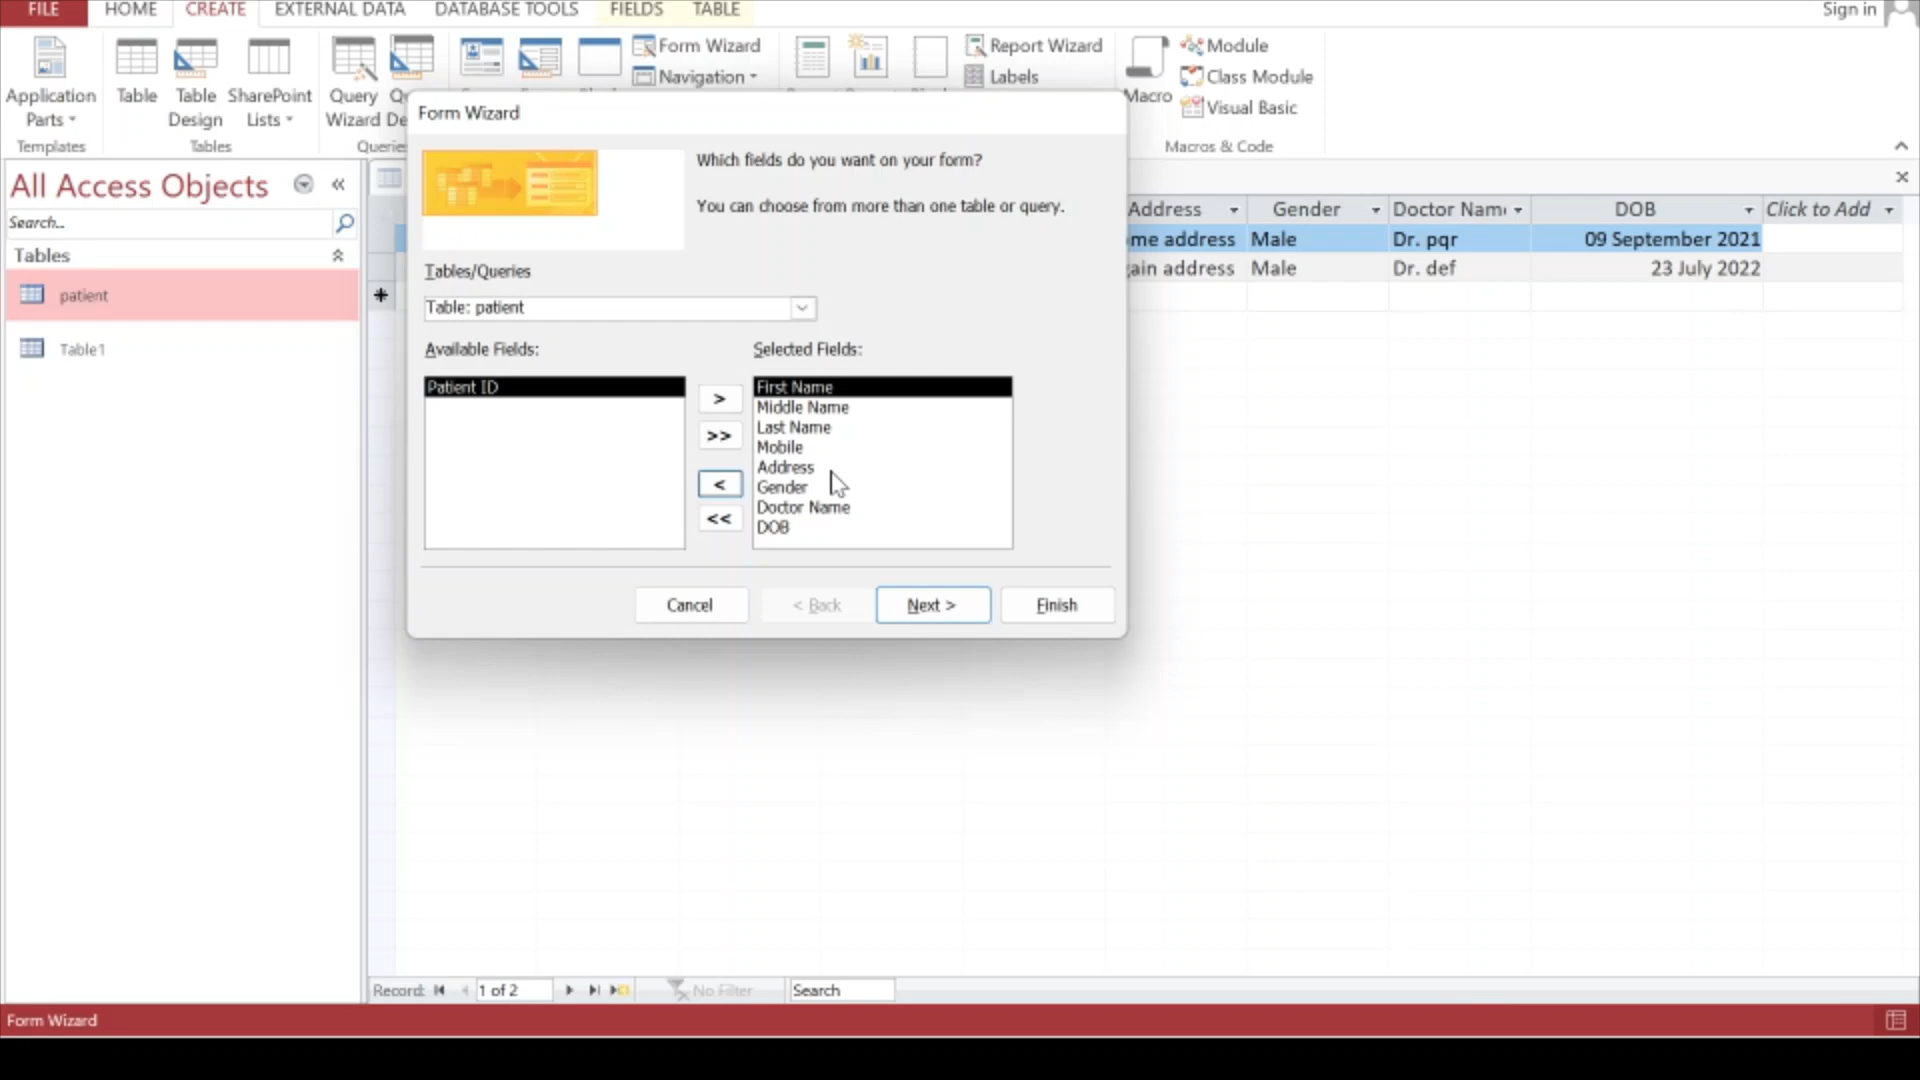 FILE HOME CREATE EXTERNAL DATA DATABASE TOOLS FIELDS TABLE Sign in
Form Wizard Report Wizard Module
Navigation Labels Class Module
Application Table Table SharePoint Query Macro Visual Basic
Parts Design Lists Wizard De
Templates Tables Queries Macros & Code
Form Wizard
Which fields do you want on your form?
You can choose from more than one table or query.
Tables/Queries
Table: patient
Available Fields:
Patient ID
>
>>
<
<<
Selected Fields:
First Name
Middle Name
Last Name
Mobile
Address
Gender
Doctor Name
DOB
Cancel < Back Next > Finish
All Access Objects «
Search...
Tables
patient
Table1
Address Gender Doctor Nam DOB Click to Add
me address Male Dr. pqr 09 September 2021
ain address Male Dr. def 23 July 2022
Record: 1 of 2 No Filter Search
Form Wizard